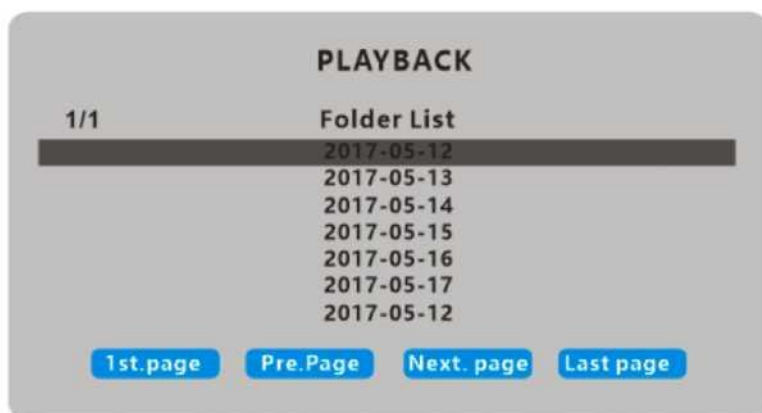 PLAYBACK
1/1 Folder List
2017-05-12
2017-05-13
2017-05-14
2017-05-15
2017-05-16
2017-05-17
2017-05-12
1st.page Pre.Page Next. page Last page